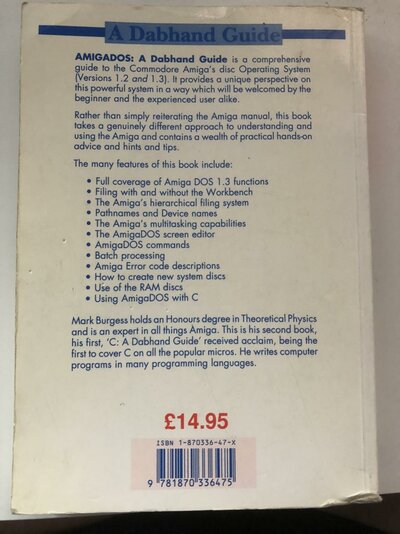 A Dabhand Guide
AMIGADOS: A Dabhand Guide is a comprehensive
guide to the Commodore Amiga's disc Operating System
(Versions 1.2 and 1.3). It provides a unique perspective on
this powerful system in a way which will be welcomed by the
beginner and the experienced user alike.
Rather than simply reiterating the Amiga manual, this book
takes a genuinely different approach to understanding and
using the Amiga and contains a wealth of practical hands-on
advice and hints and tips.
The many features of this book include:
• Full coverage of Amiga DOS 1.3 functions
• Filing with and without the Workbench
• The Amiga's hierarchical filing system
• Pathnames and Device names
• The Amiga's multitasking capabilities
• The AmigaDOS screen editor
• AmigaDOS commands
• Batch processing
• Amiga Error code descriptions
• How to create new system discs
• Use of the RAM discs
• Using AmigaDOS with C
Mark Burgess holds an Honours degree in Theoretical Physics
and is an expert in all things Amiga. This is his second book,
his first, 'C: A Dabhand Guide' received acclaim, being the
first to cover C on all the popular micros. He writes computer
programs in many programming languages.
£14.95
ISBN 1-870336-47-X
9 781870 336475